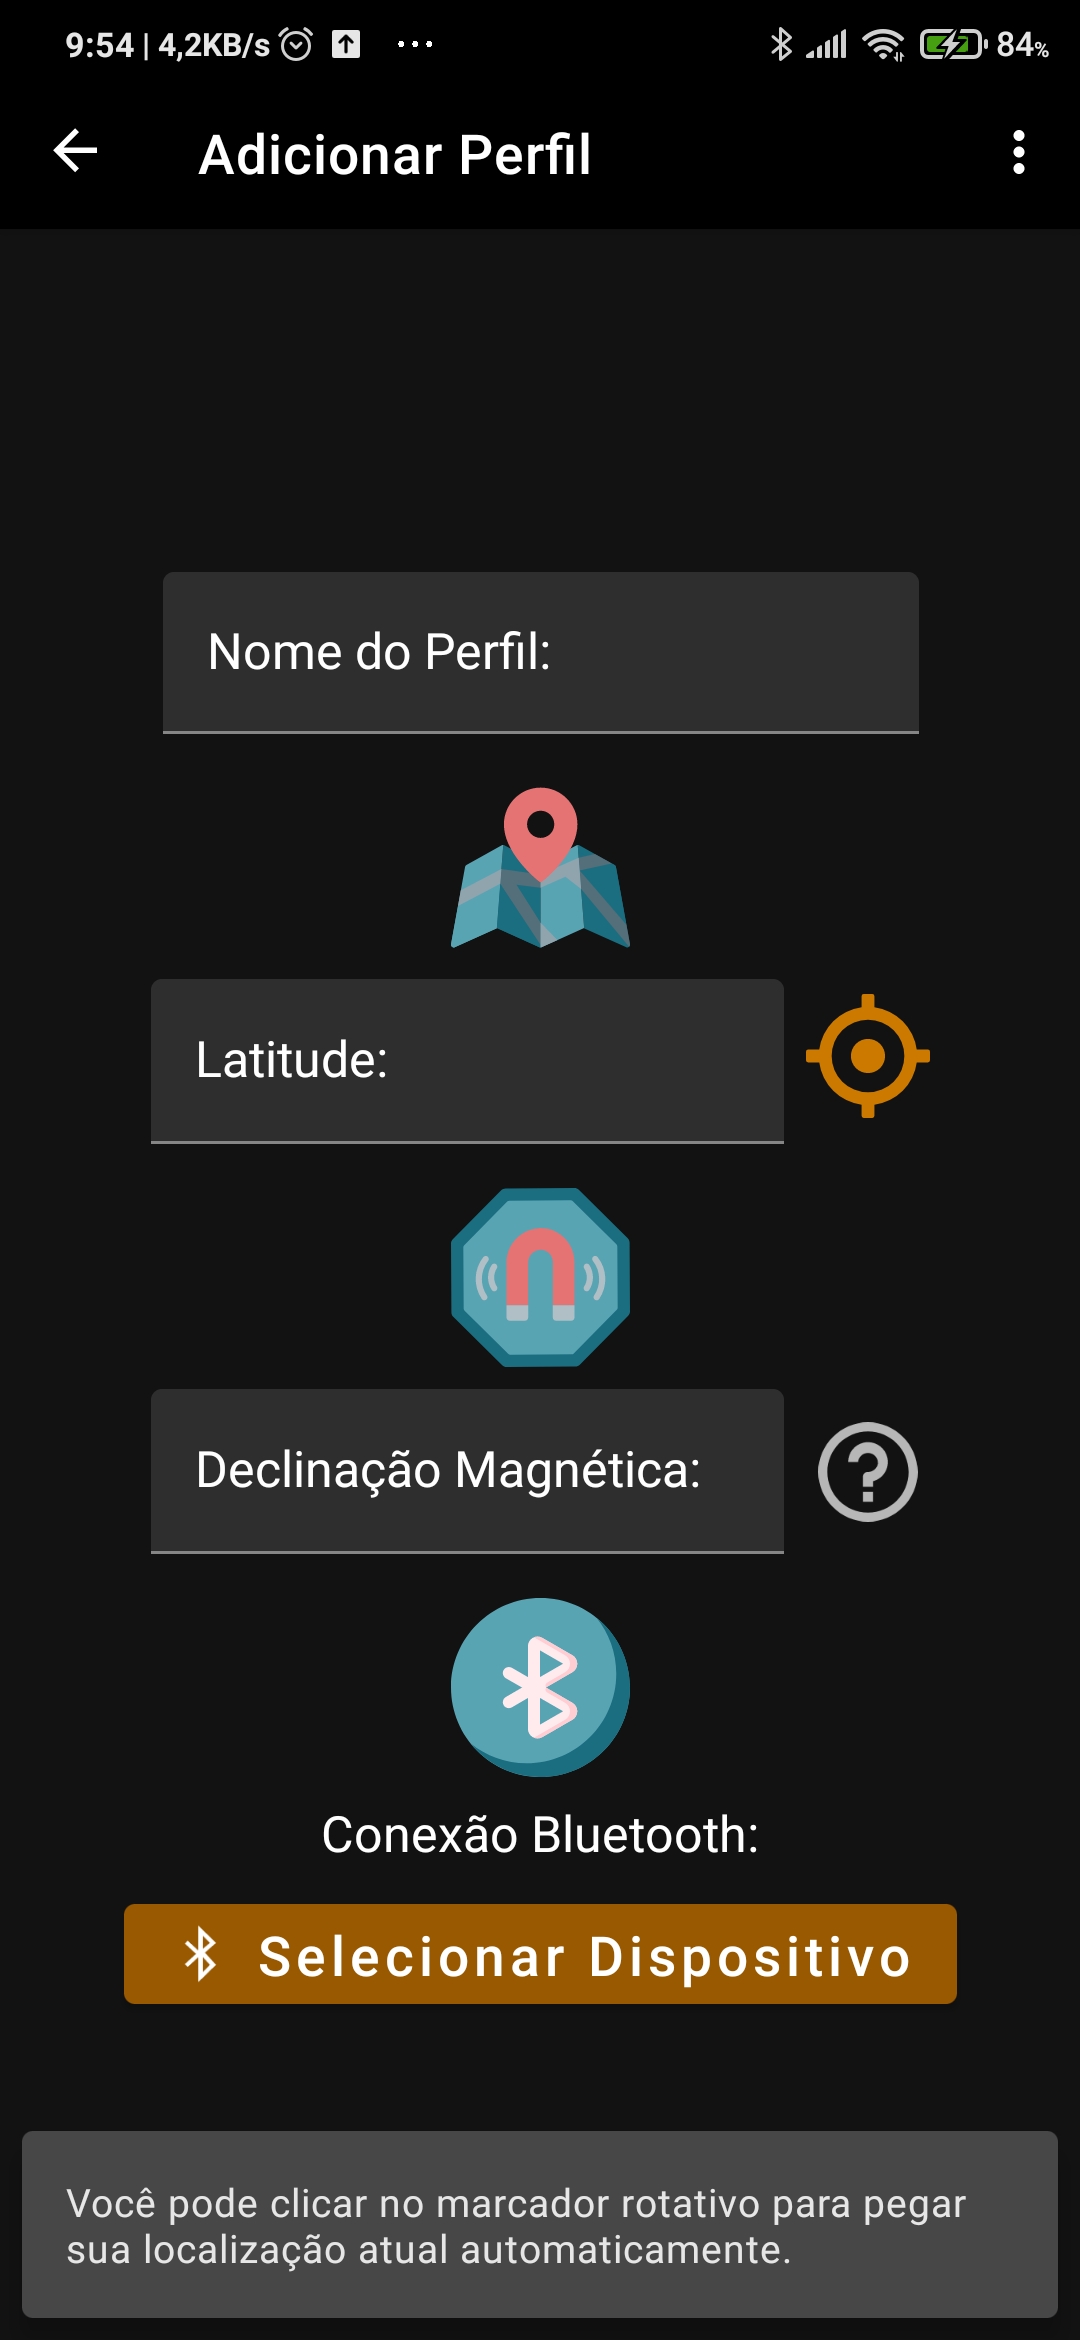 9:54 | 4,2KB/s ... 84%
Adicionar Perfil
Nome do Perfil:
Latitude:
Declinação Magnética:
Conexão Bluetooth:
Selecionar Dispositivo
Você pode clicar no marcador rotativo para pegar
sua localização atual automaticamente.